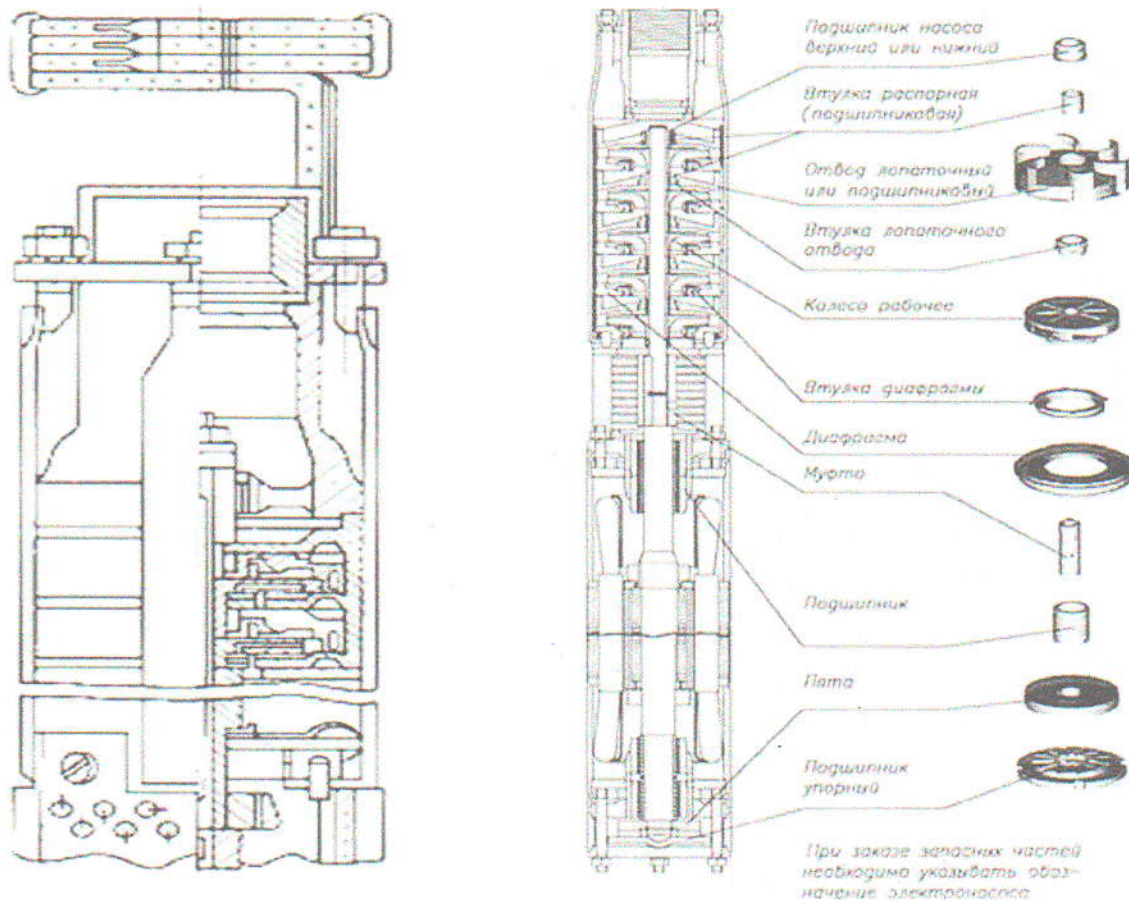 Подшипник насоса
верхний или нижний
Втулка распорная
(подшипниковая)
Отвод лопаточный
или подшипниковый
Втулка лопаточного
отвода
Колесо рабочее
Втулка диафрагмы
Диафрагма
Муфта
Подшипник
Пята
Подшипник
упорный
При заказе запасных частей
необходимо указывать обоз-
начение электронасоса